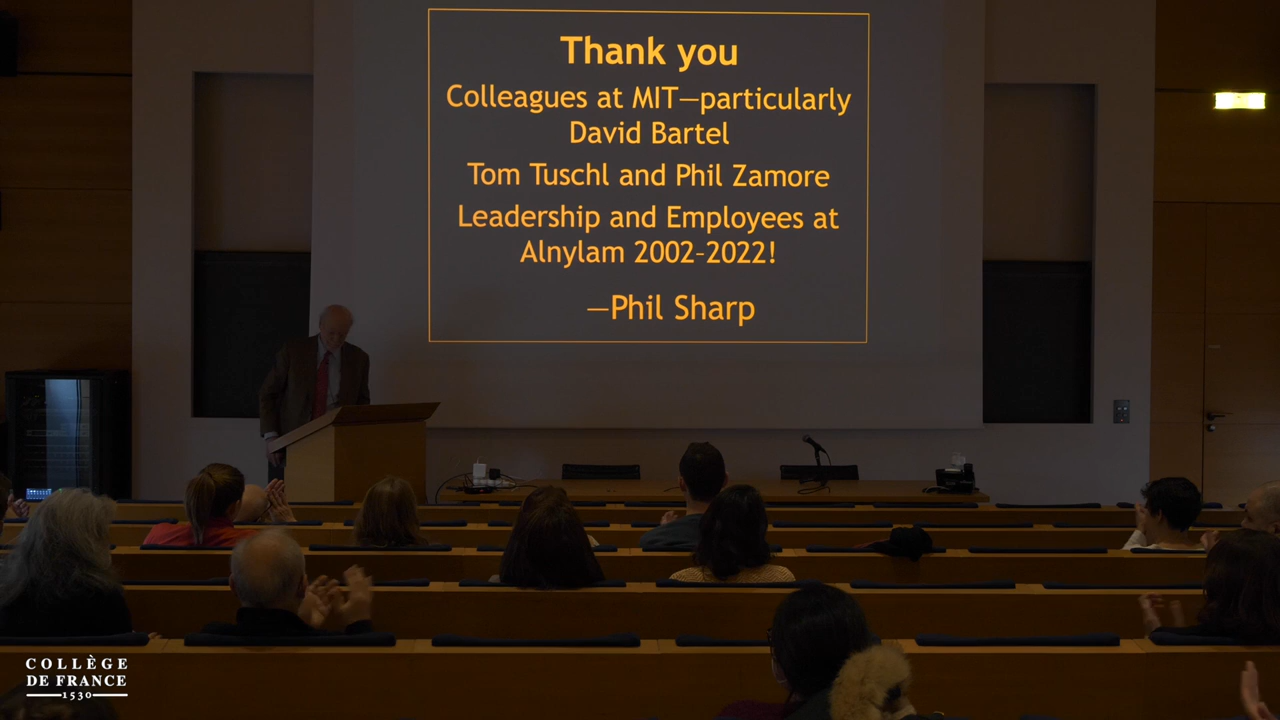 Thank you
Colleagues at MIT—particularly
David Bartel
Tom Tuschl and Phil Zamore
Leadership and Employees at
Alnylam 2002–2022!
—Phil Sharp
COLLÈGE
DE FRANCE
1530